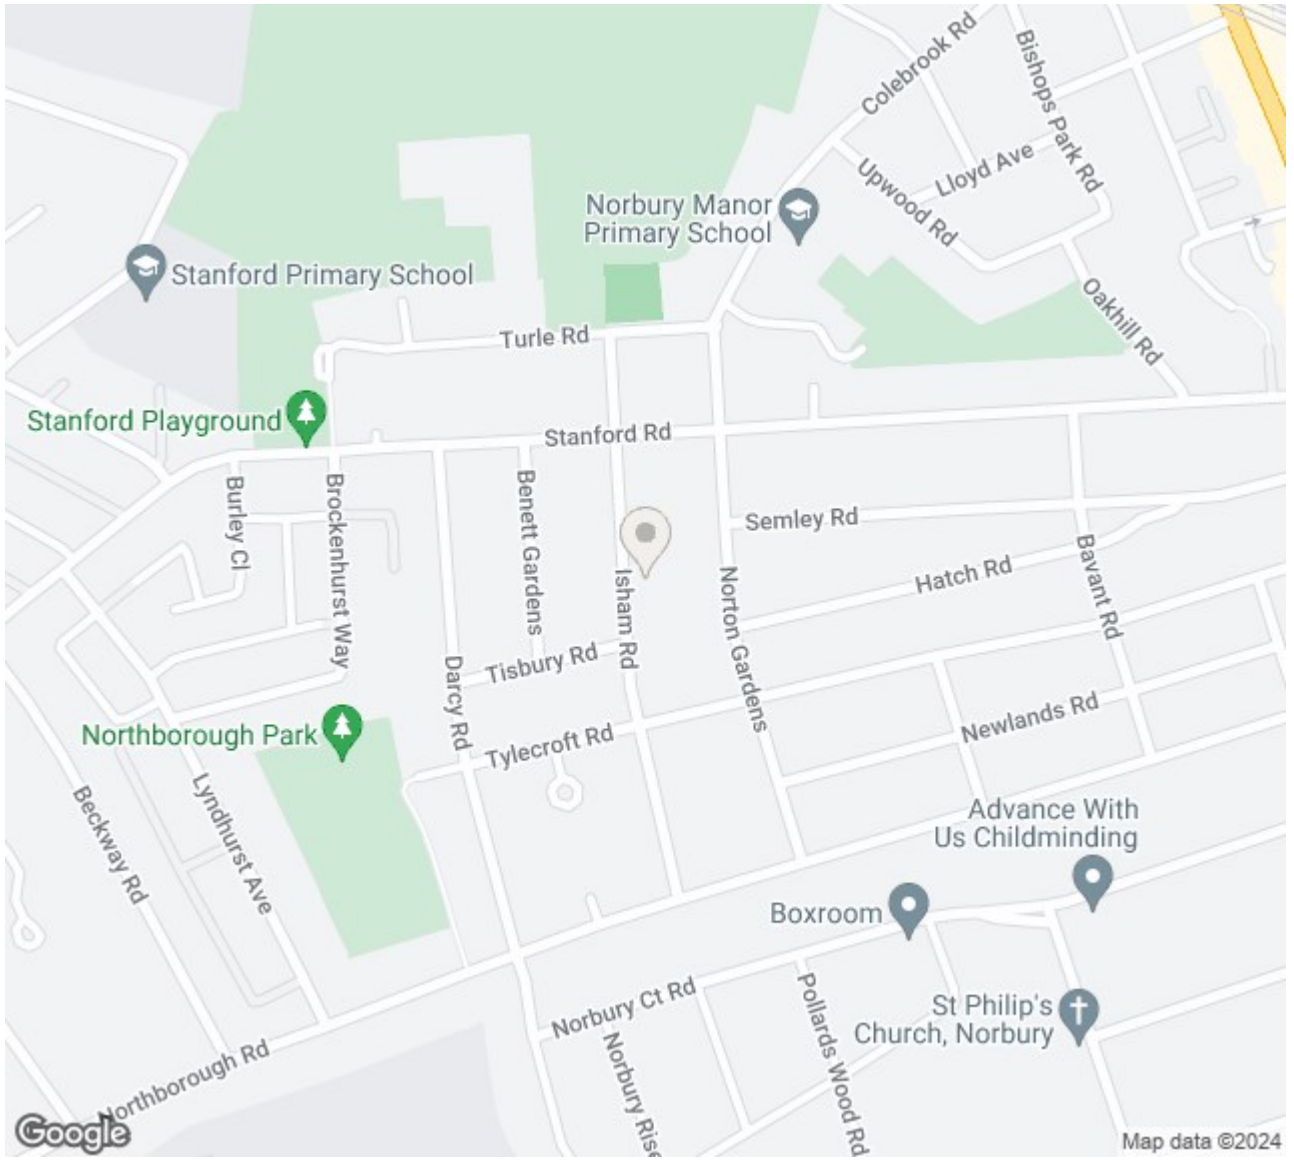 Colebrook Rd
Bishops Park Rd
Lloyd Ave
Upwood Rd
Norbury Manor
Primary School
Stanford Primary School
Oakhill Rd
Turle Rd
Stanford Playground
Stanford Rd
Burley Cl
Brockenhurst Way
Benett Gardens
Semley Rd
Isham Rd
Norton Gardens
Hatch Rd
Bavant Rd
Tisbury Rd
Darcy Rd
Northborough Park
Tylecroft Rd
Newlands Rd
Beckway Rd
Lyndhurst Ave
Advance With
Us Childminding
Boxroom
Norbury Ct Rd
Pollards Wood Rd
St Philip's
Church, Norbury
Norbury Rise
Northborough Rd
Google
Map data ©2024